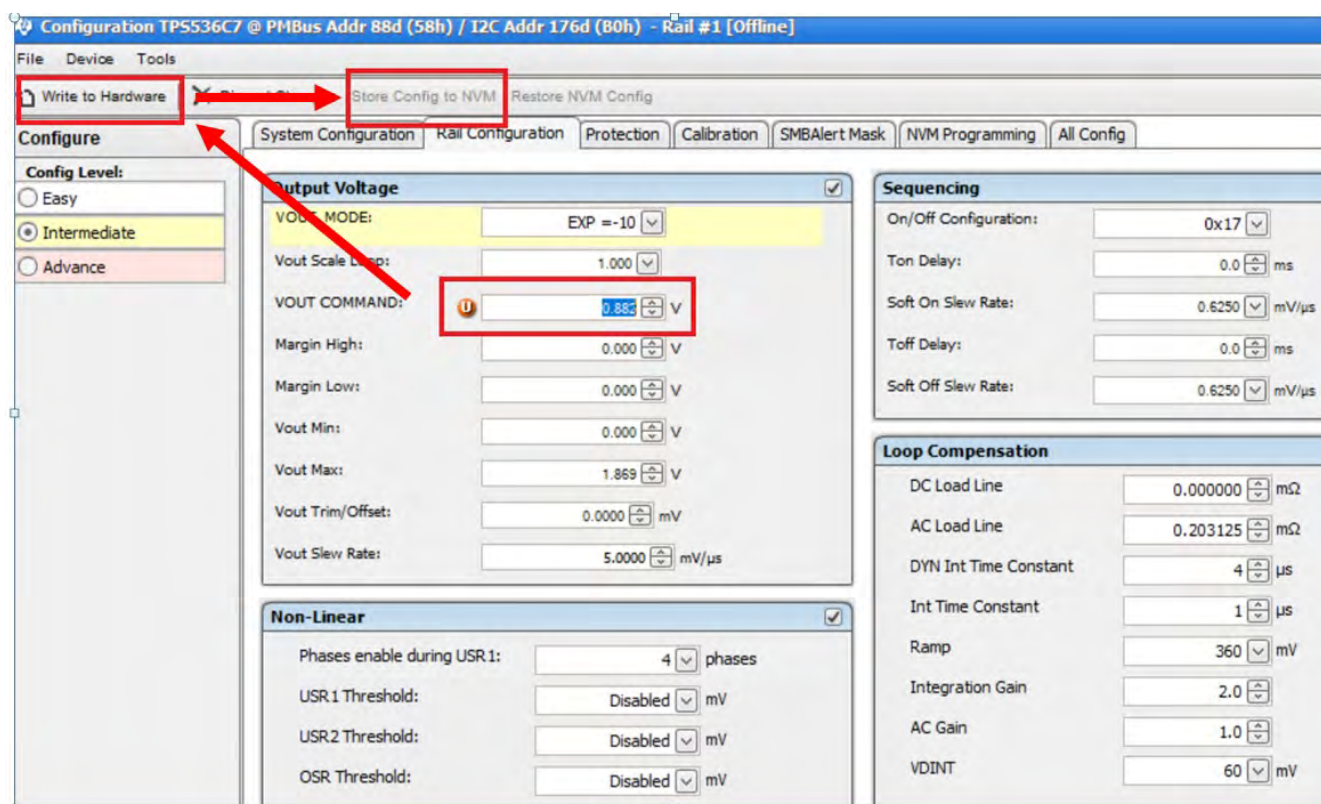 Configuration TPS536C7 @ PMBus Addr 88d (58h) / I2C Addr 176d (B0h) - Rail #1 [Offline]
File Device Tools
Write to Hardware Store Config to NVM Restore NVM Config
Configure
System Configuration Rail Configuration Protection Calibration SMBAlert Mask NVM Programming All Config
Config Level:
Easy
Intermediate
Advance
Output Voltage
VOUT MODE: EXP =-10
Vout Scale Loop: 1.000
VOUT COMMAND: U 0.882 V
Margin High: 0.000 V
Margin Low: 0.000 V
Vout Min: 0.000 V
Vout Max: 1.869 V
Vout Trim/Offset: 0.0000 mV
Vout Slew Rate: 5.0000 mV/µs
Non-Linear
Phases enable during USR1: 4 phases
USR1 Threshold: Disabled mV
USR2 Threshold: Disabled mV
OSR Threshold: Disabled mV
Sequencing
On/Off Configuration: 0x17
Ton Delay: 0.0 ms
Soft On Slew Rate: 0.6250 mV/µs
Toff Delay: 0.0 ms
Soft Off Slew Rate: 0.6250 mV/µs
Loop Compensation
DC Load Line 0.000000 mΩ
AC Load Line 0.203125 mΩ
DYN Int Time Constant 4 µs
Int Time Constant 1 µs
Ramp 360 mV
Integration Gain 2.0
AC Gain 1.0
VDINT 60 mV